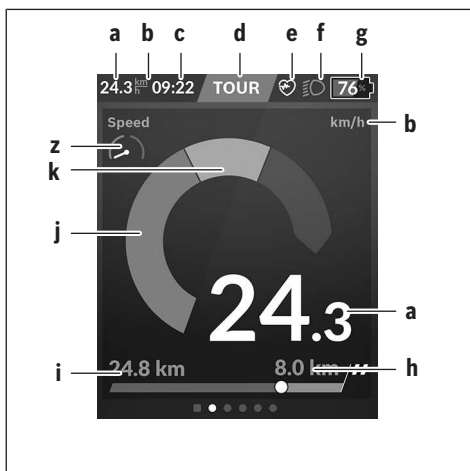 a b c d e f g
24.3 km/h 09:22 TOUR 76%
Speed km/h b
z
k
j
24.3 a
i 24.8 km 8.0 km h